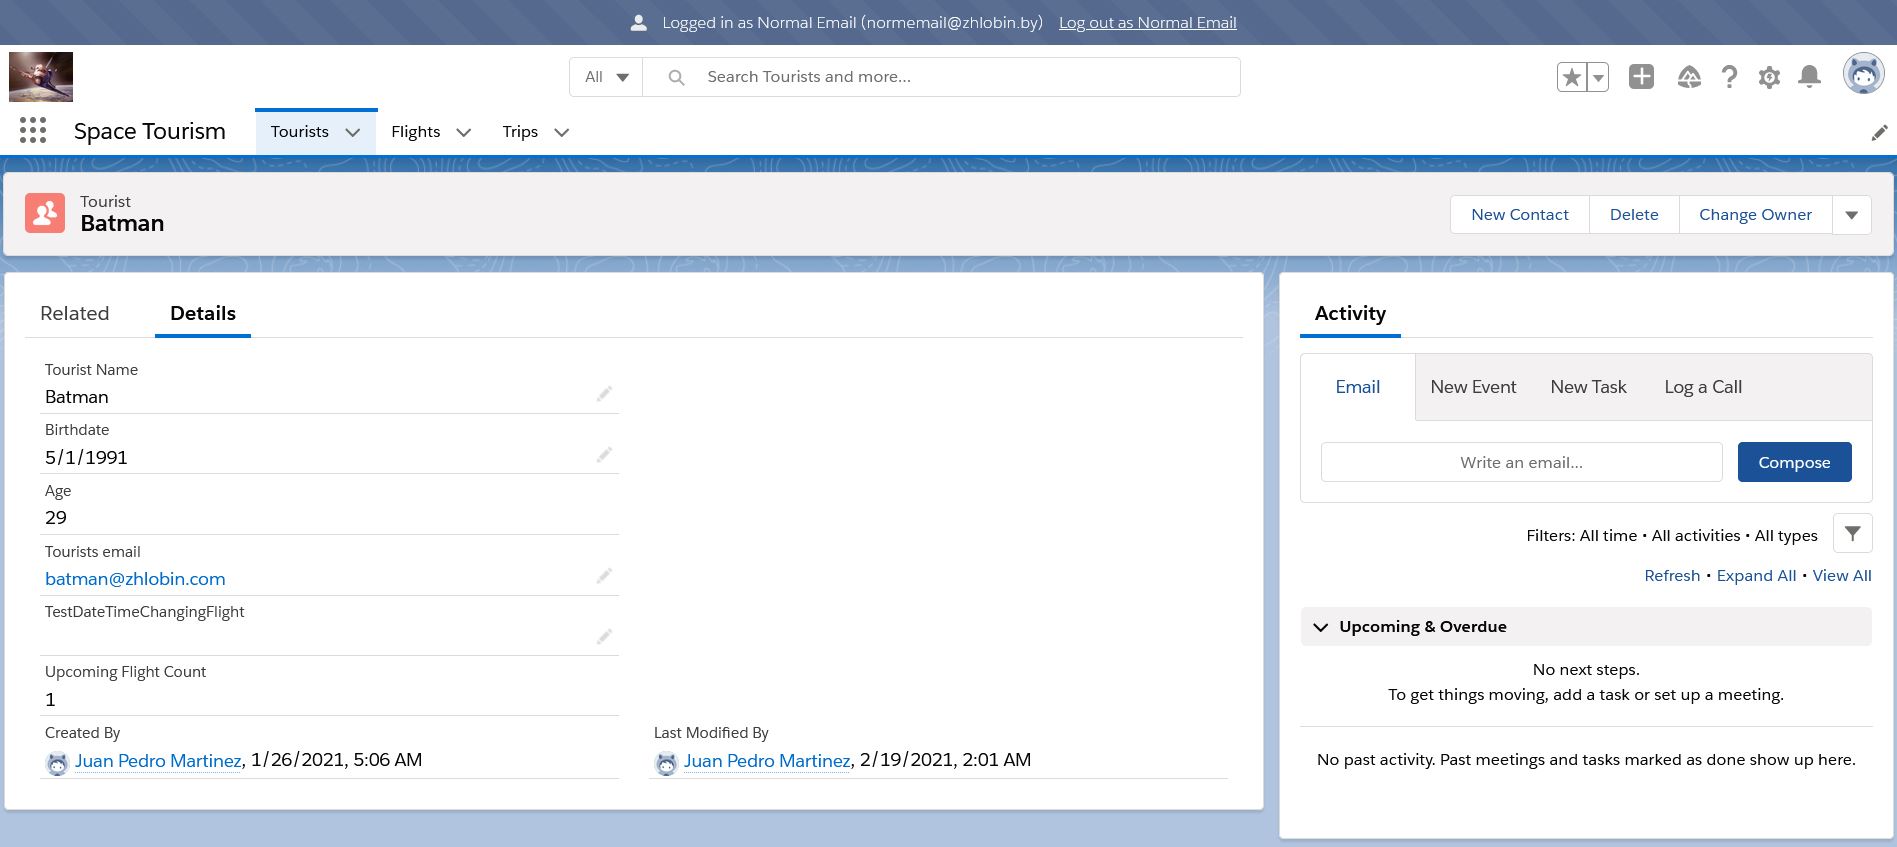 Logged in as Normal Email (normemail@zhlobin.by) Log out as Normal Email
All Search Tourists and more...
Space Tourism Tourists Flights Trips
Tourist
Batman
New Contact Delete Change Owner
Related Details
Tourist Name
Batman
Birthdate
5/1/1991
Age
29
Tourists email
batman@zhlobin.com
TestDateTimeChangingFlight
Upcoming Flight Count
1
Created By
Juan Pedro Martinez, 1/26/2021, 5:06 AM
Last Modified By
Juan Pedro Martinez, 2/19/2021, 2:01 AM
Activity
Email New Event New Task Log a Call
Write an email... Compose
Filters: All time • All activities • All types
Refresh • Expand All • View All
Upcoming & Overdue
No next steps.
To get things moving, add a task or set up a meeting.
No past activity. Past meetings and tasks marked as done show up here.